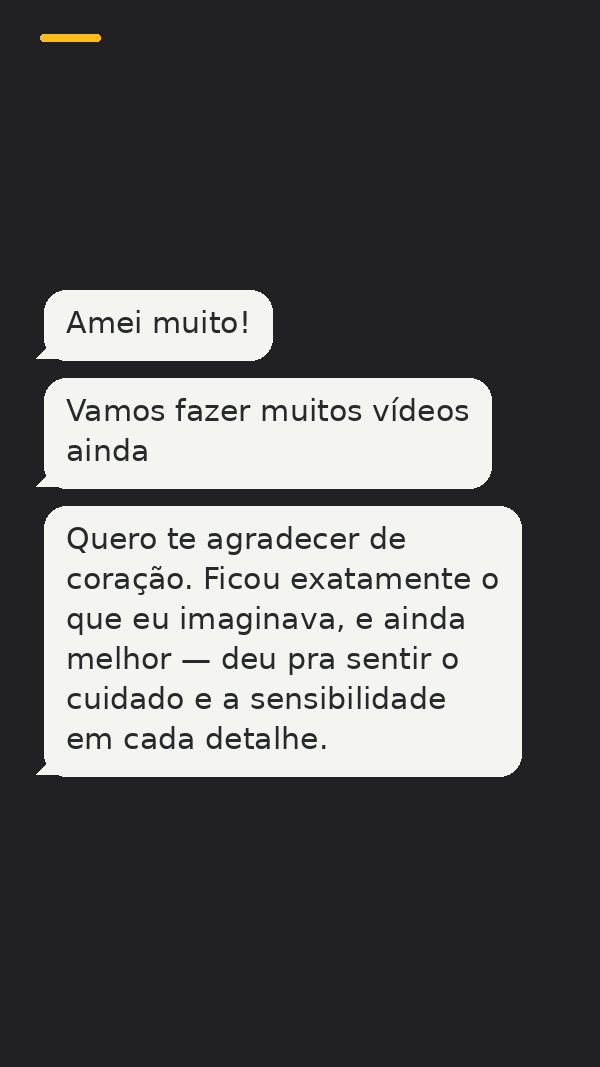 Amei muito!
Vamos fazer muitos vídeos
ainda
Quero te agradecer de
coração. Ficou exatamente o
que eu imaginava, e ainda
melhor — deu pra sentir o
cuidado e a sensibilidade
em cada detalhe.